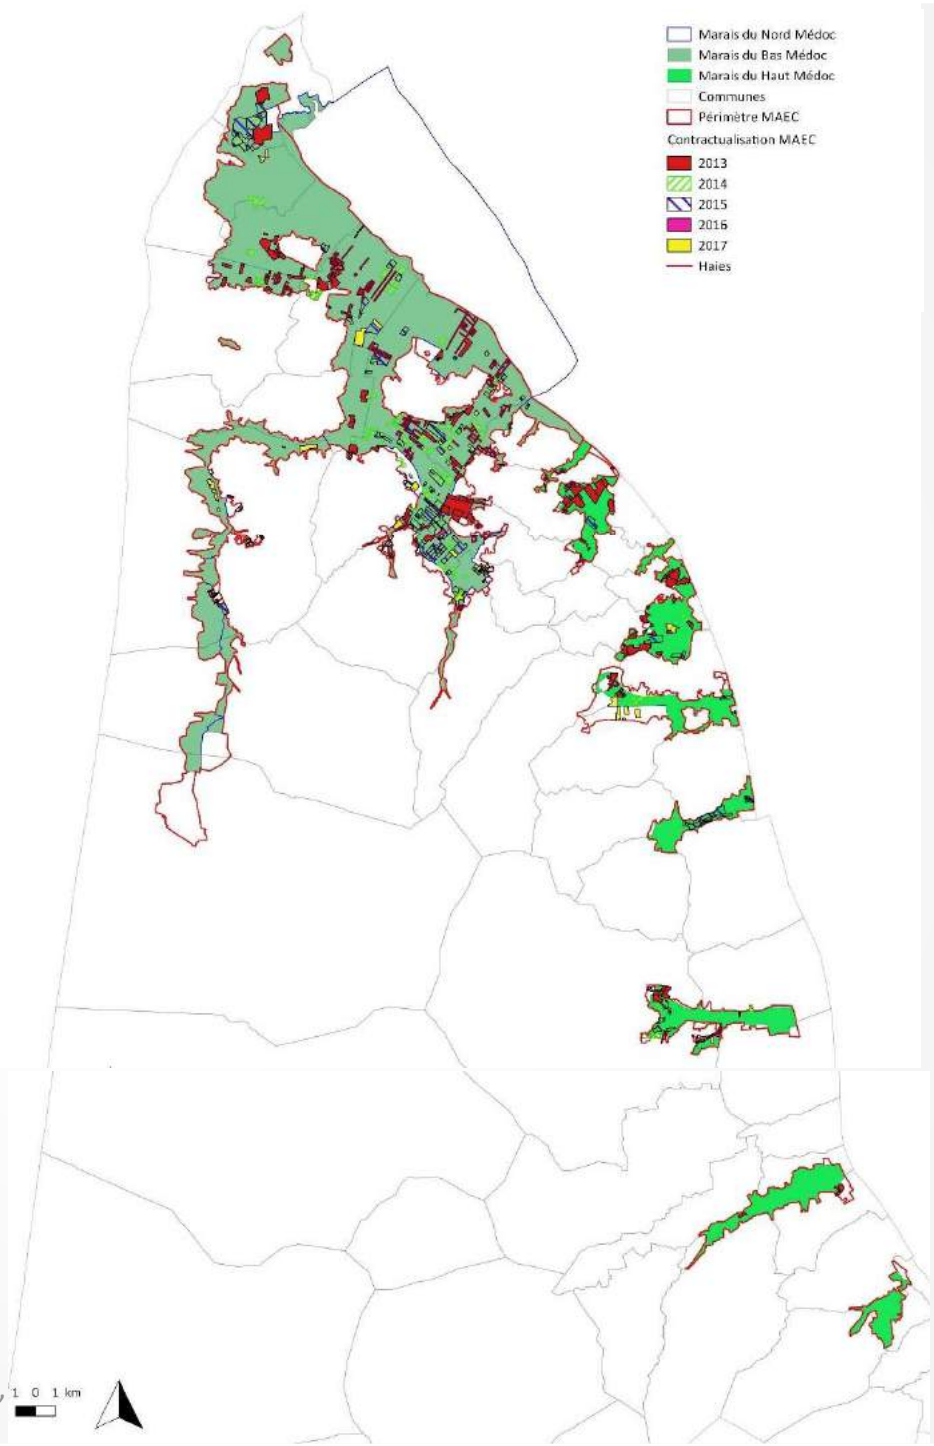 Marais du Nord Médoc
Marais du Bas Médoc
Marais du Haut Médoc
Communes
Périmètre MAEC
Contractualisation MAEC
2013
2014
2015
2016
2017
Haies
1 0 1 km